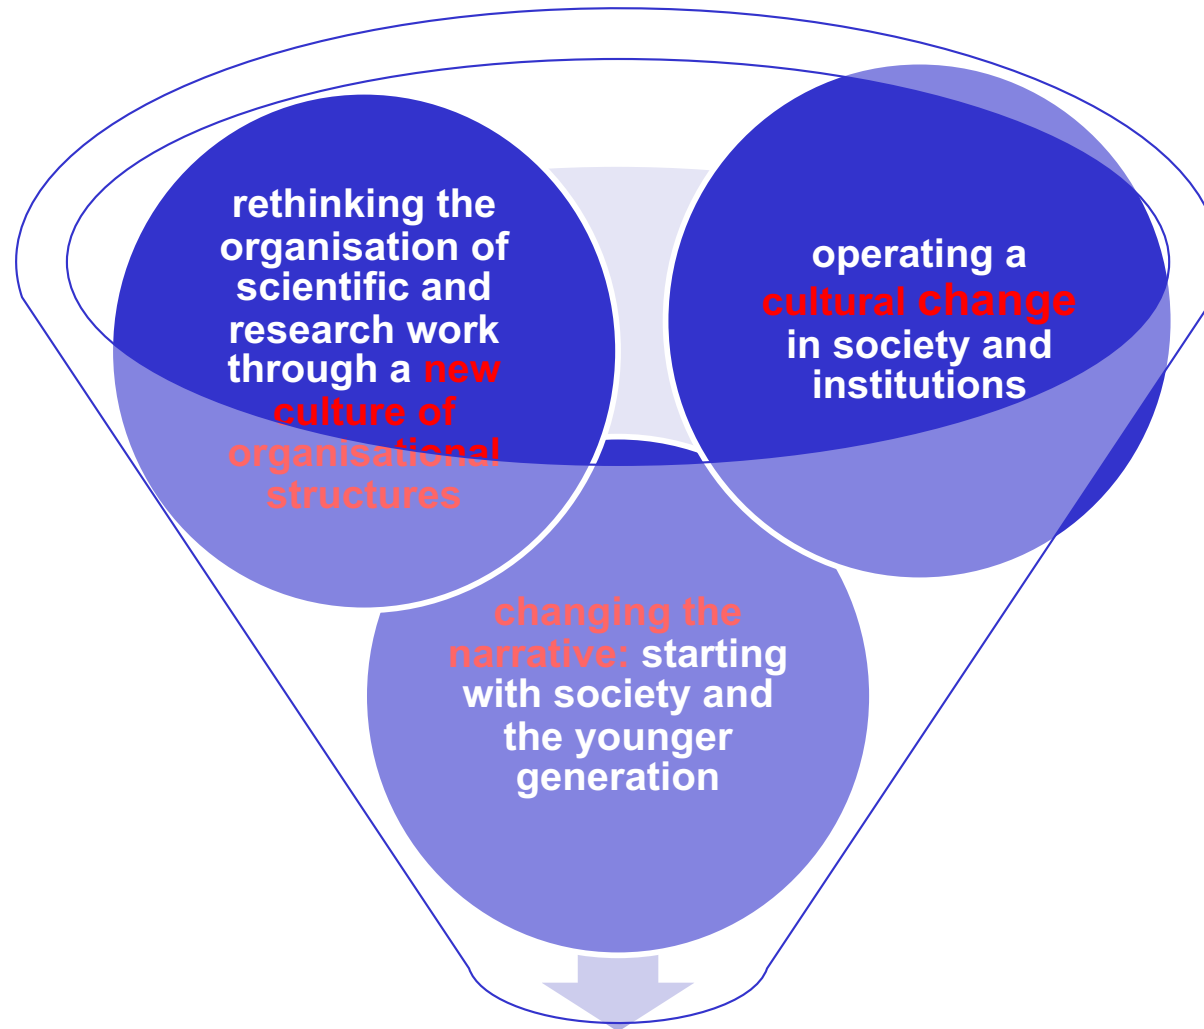 rethinking the
organisation of
scientific and
research work
through a new
culture of
organisational
structures
operating a
cultural change
in society and
institutions
changing the
narrative: starting
with society and
the younger
generation